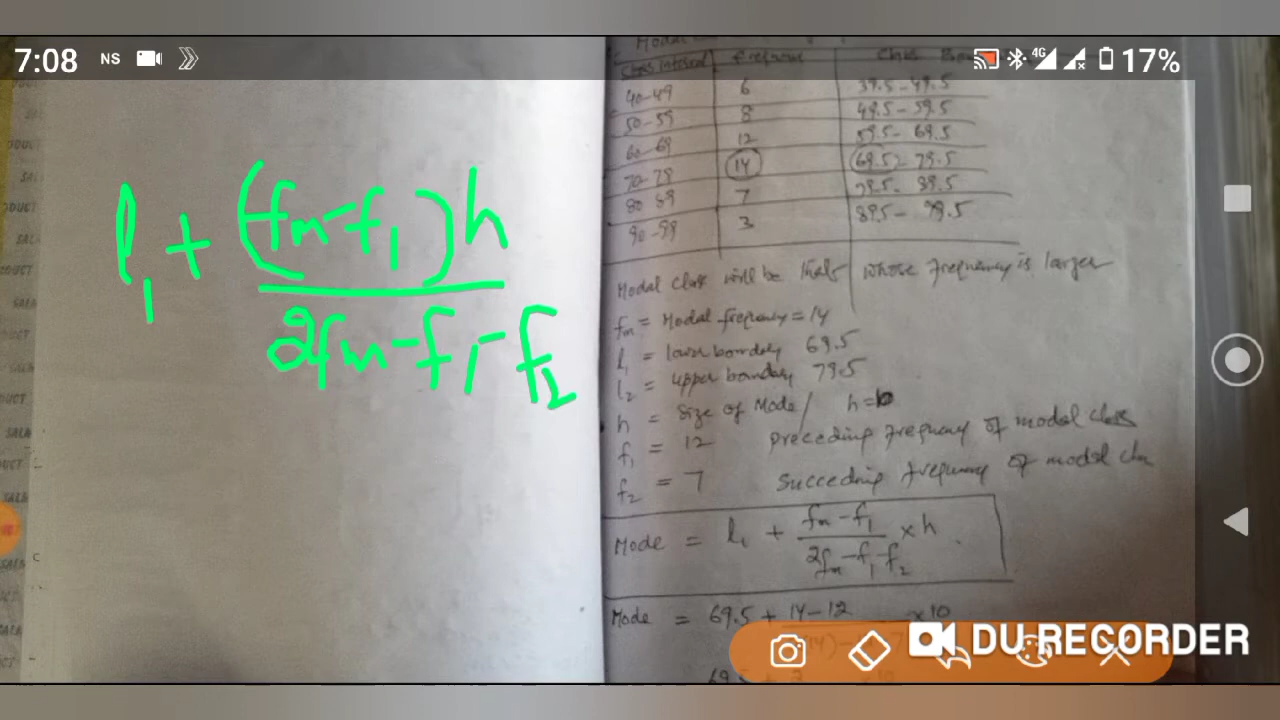 7:08 NS 4G 17%
l₁ + (fm-f₁)h
2fm-f₁-f₂
Class Interval Frequency Class
40-49 6 39.5-49.5
50-59 8 49.5-59.5
60-69 12 59.5-69.5
70-79 14 69.5-79.5
80-89 7 79.5-89.5
90-99 3 89.5-
Modal Class will be that whose frequency is larger
fm = Modal frequency = 14
l₁ = lower boundary 69.5
l₂ = upper boundary 79.5
h = Size of Mode/ h=10
f₁ = 12 Preceding frequency of modal class
f₂ = 7 Succeding frequency of modal
Mode = l₁ + fm-f₁ × h
2fm-f₁-f₂
Mode = 69.5 + 14-12 ×10
DU RECORDER